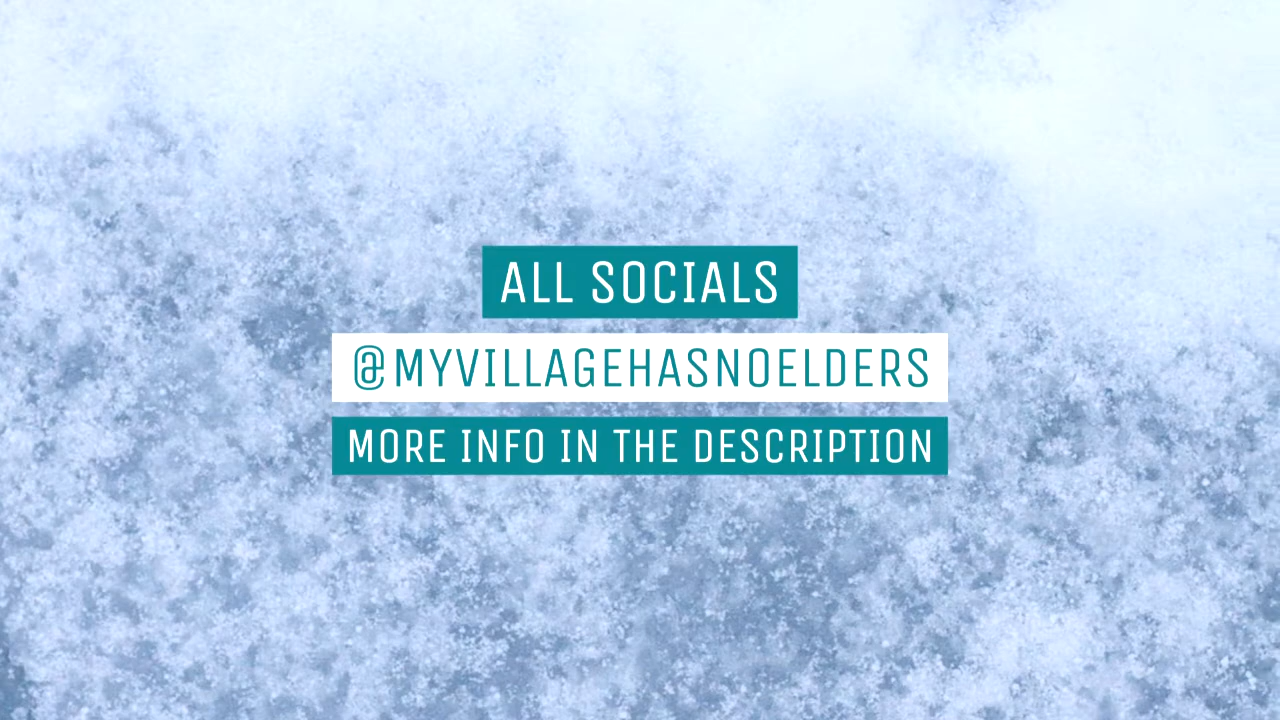 ALL SOCIALS
@MYVILLAGEHASNOELDERS
MORE INFO IN THE DESCRIPTION